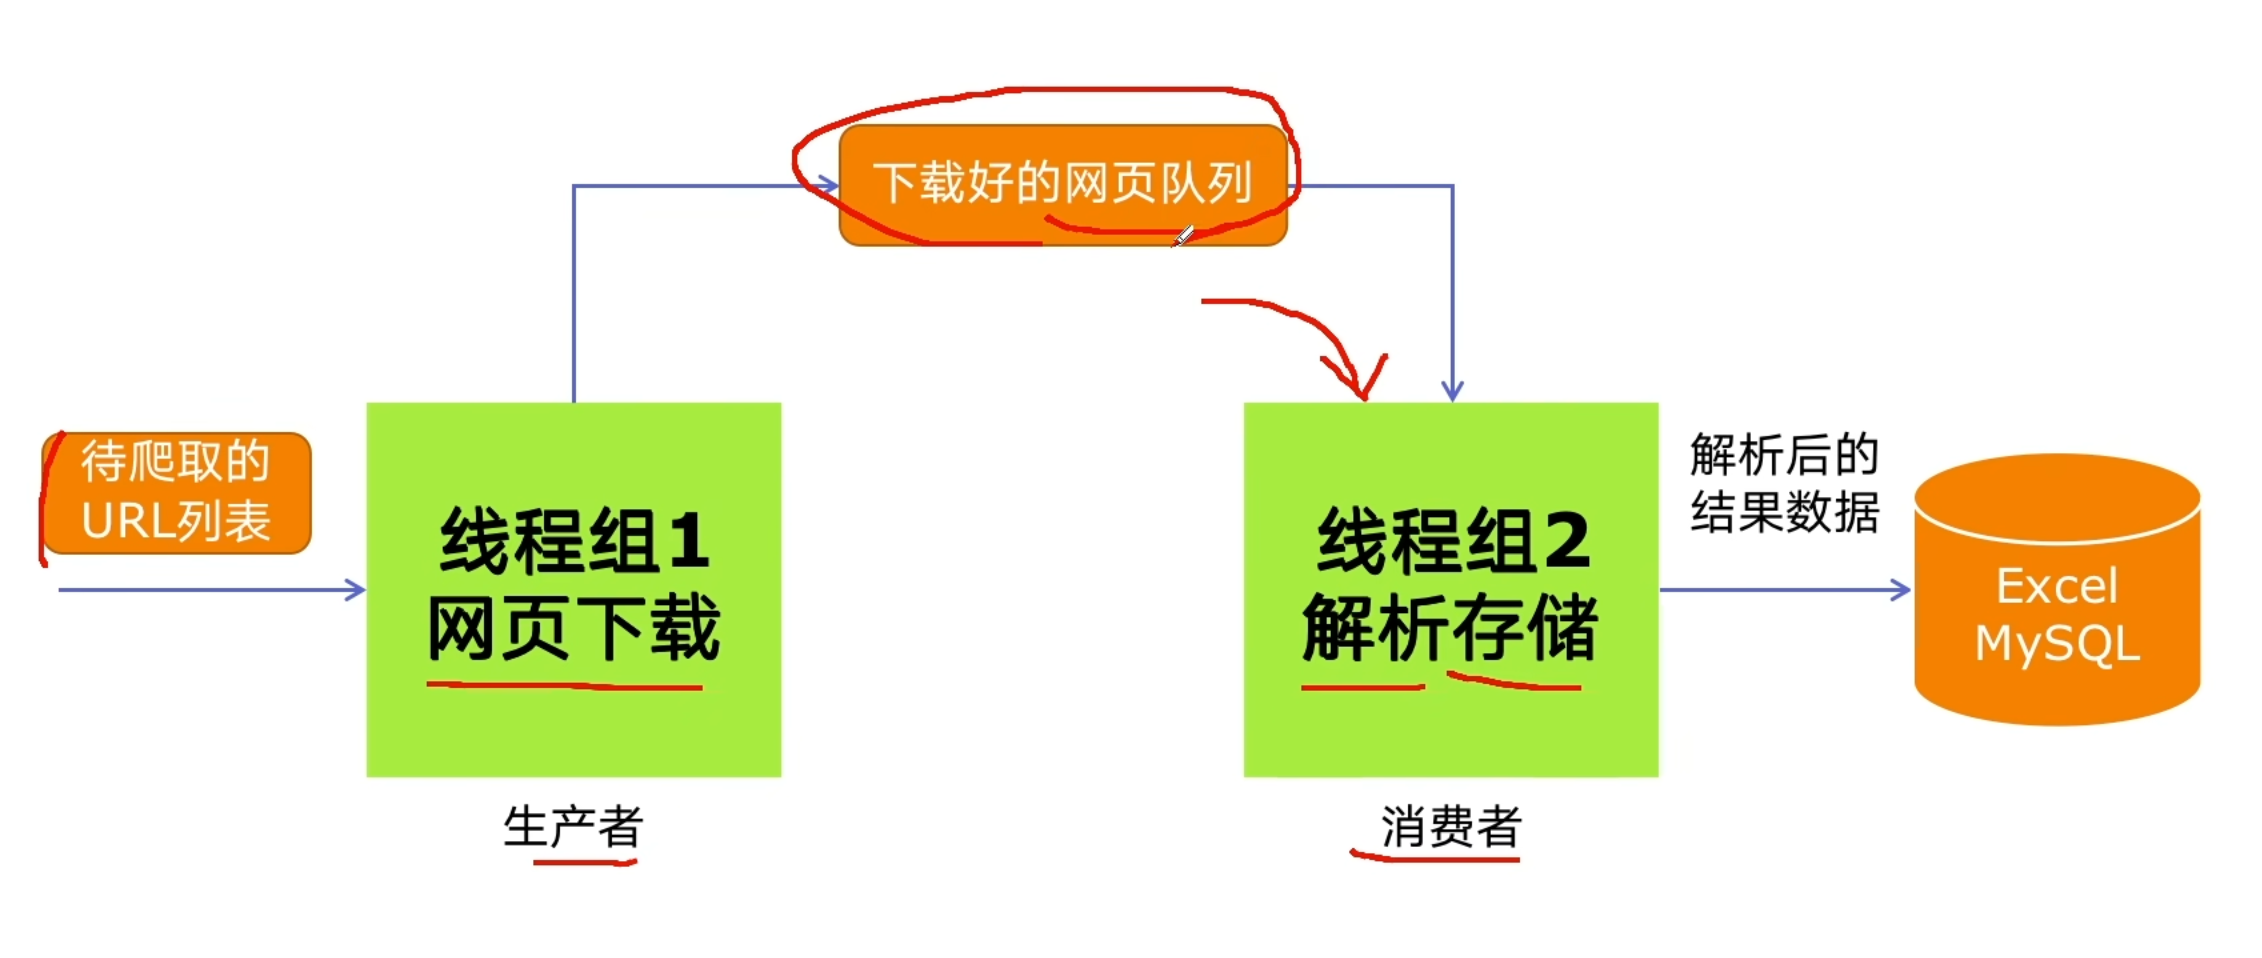 下载好的网页队列
待爬取的
URL列表
线程组1
网页下载
生产者
线程组2
解析存储
消费者
解析后的
结果数据
Excel
MySQL